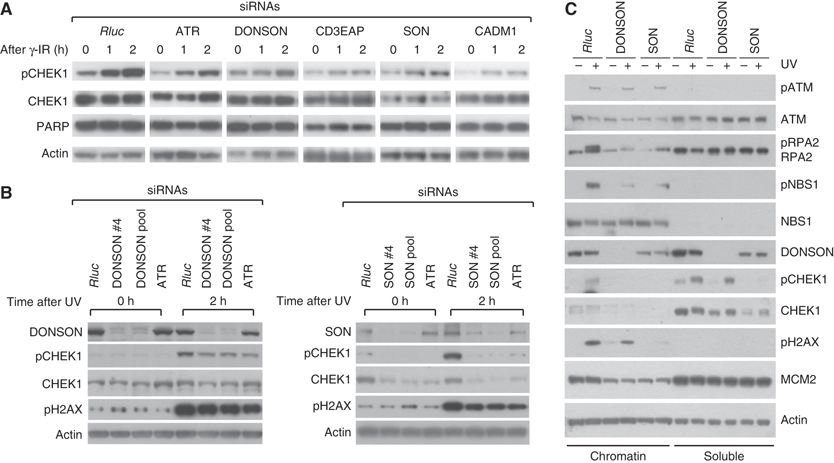 A
siRNAs
Rluc ATR DONSON CD3EAP SON CADM1
After γ-IR (h) 0 1 2 0 1 2 0 1 2 0 1 2 0 1 2 0 1 2
pCHEK1
CHEK1
PARP
Actin
B
siRNAs
Rluc DONSON #4 DONSON pool ATR Rluc DONSON #4 DONSON pool ATR
Time after UV 0 h 2 h
DONSON
pCHEK1
CHEK1
pH2AX
Actin
siRNAs
Rluc SON #4 SON pool ATR Rluc SON #4 SON pool ATR
Time after UV 0 h 2 h
SON
pCHEK1
CHEK1
pH2AX
Actin
C
Rluc DONSON SON Rluc DONSON SON
– + – + – + – + – + – + UV
pATM
ATM
pRPA2
RPA2
pNBS1
NBS1
DONSON
pCHEK1
CHEK1
pH2AX
MCM2
Actin
Chromatin Soluble